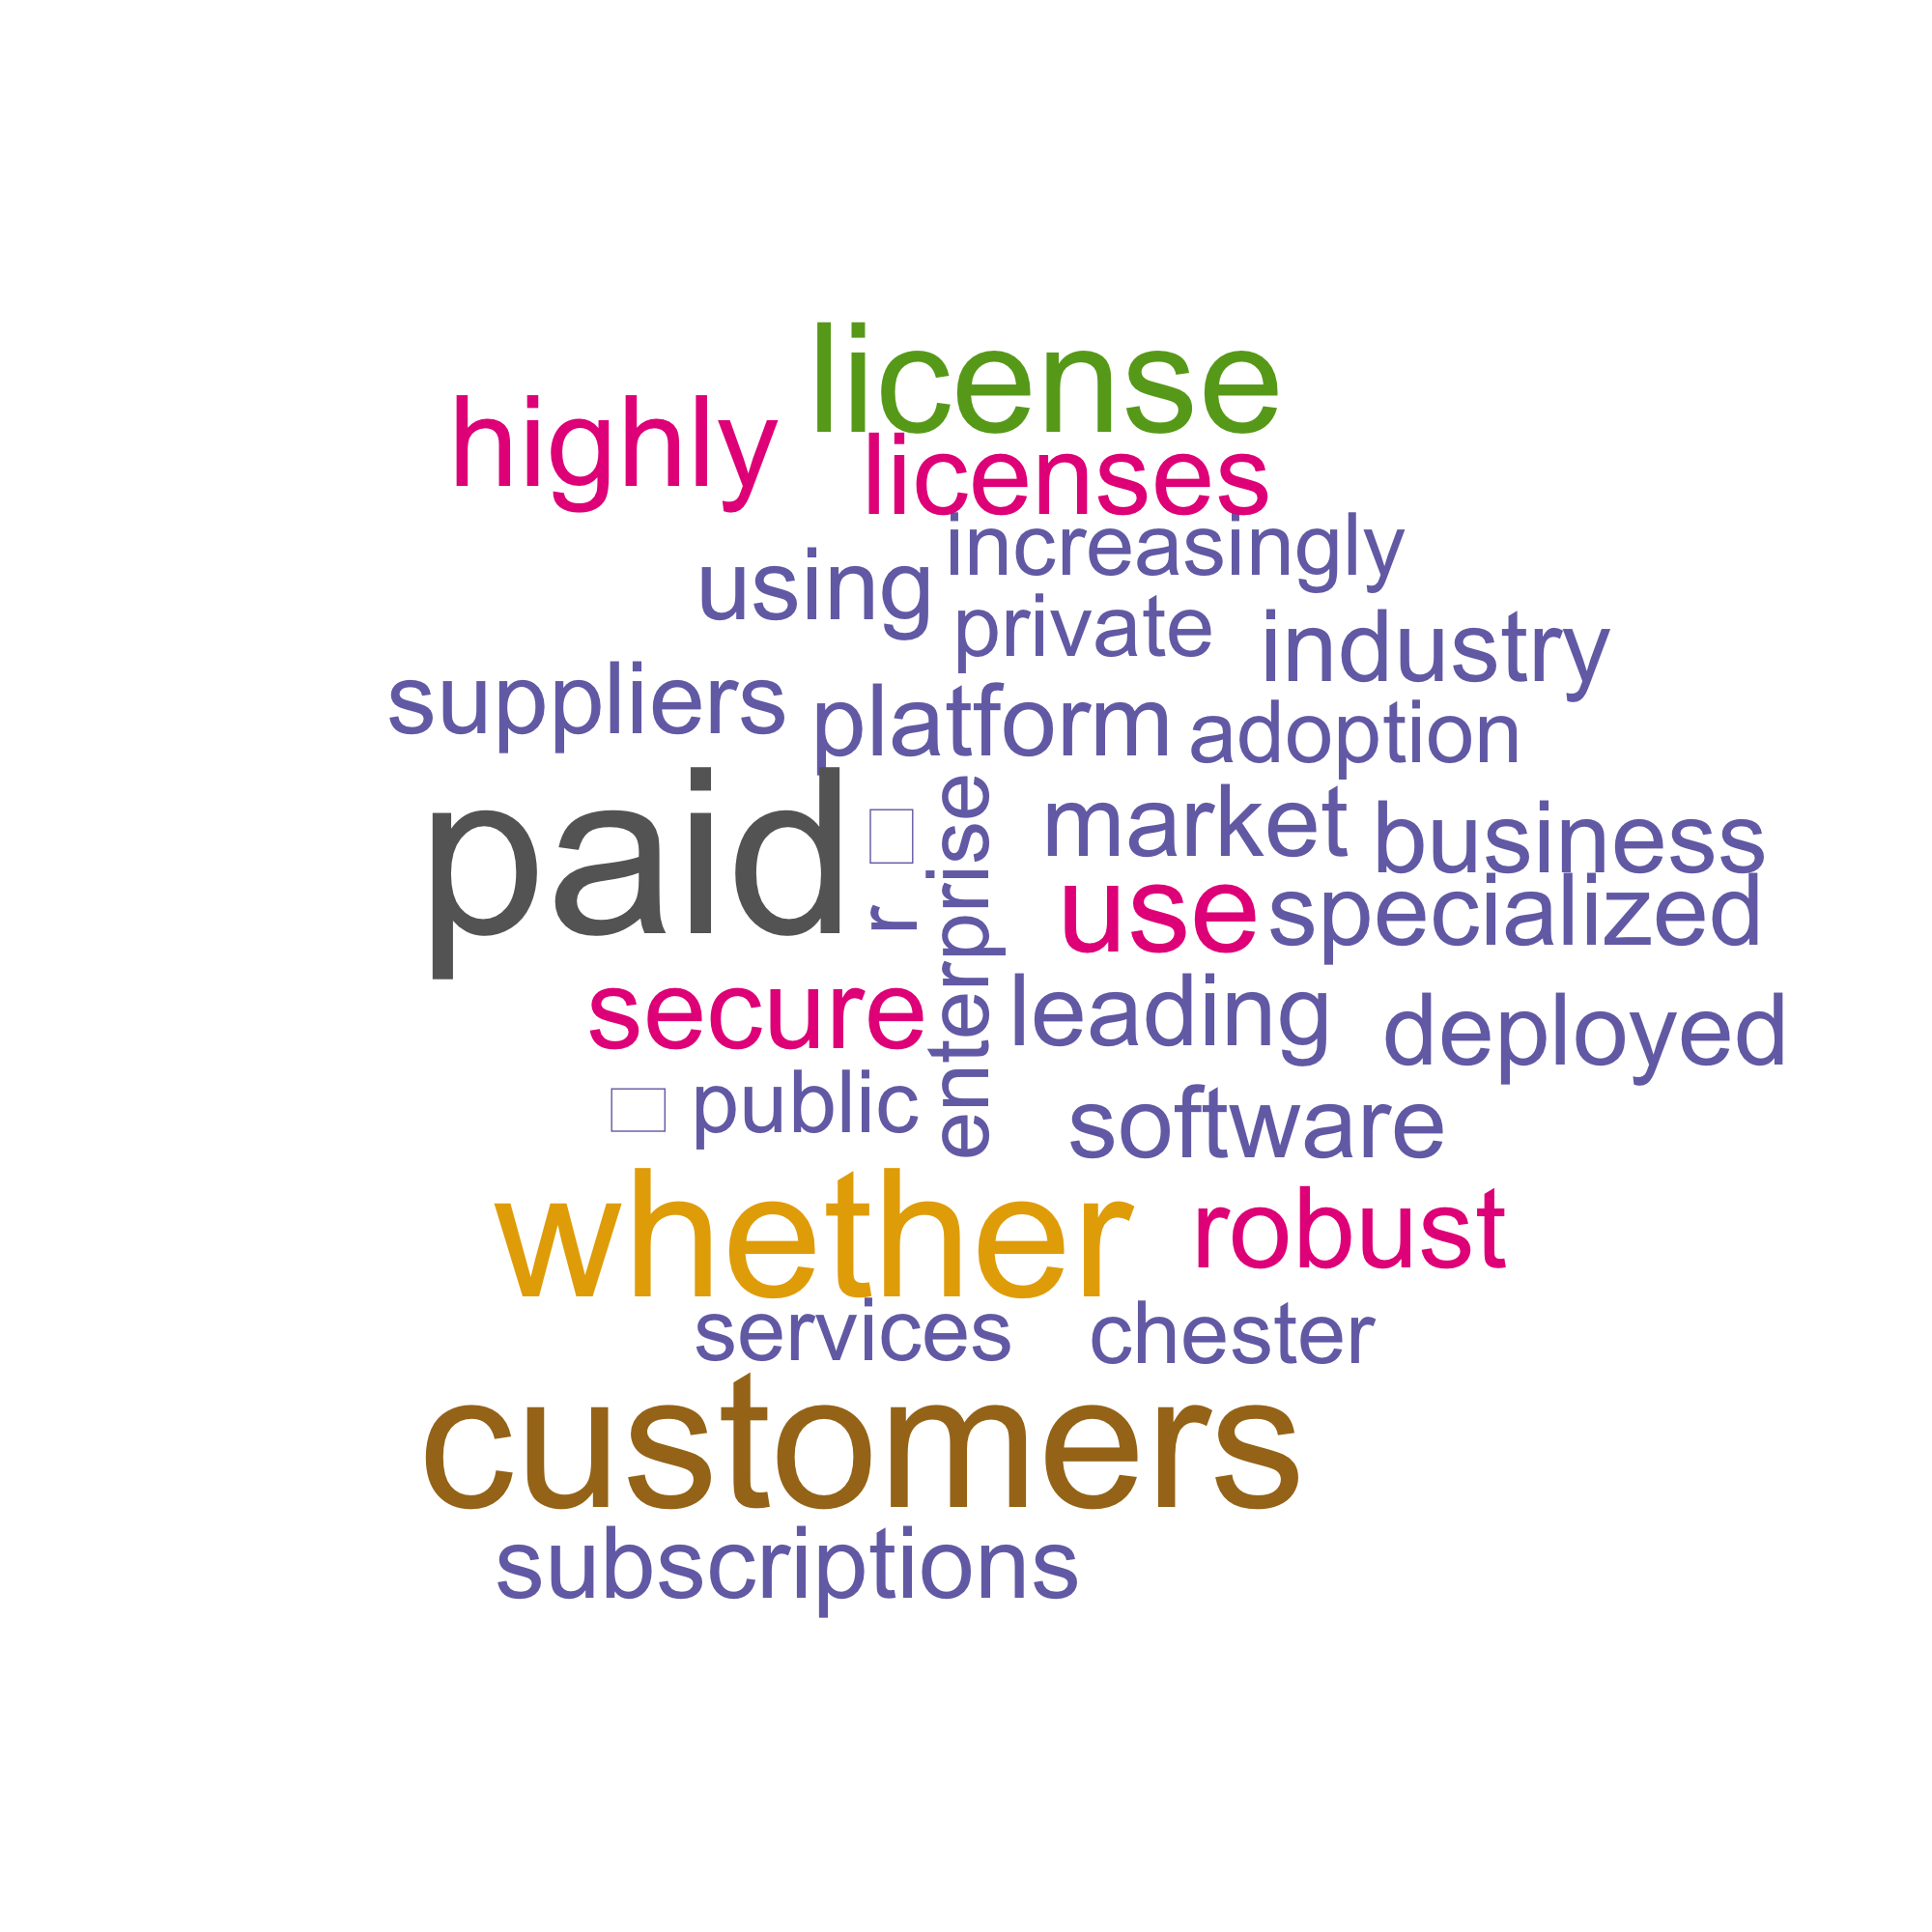 license
highly
licenses
increasingly
using
private
industry
suppliers
platform
adoption
paid
market
business
r
enterprise
use
specialized
secure
leading
deployed
public
software
whether
robust
services
chester
customers
subscriptions